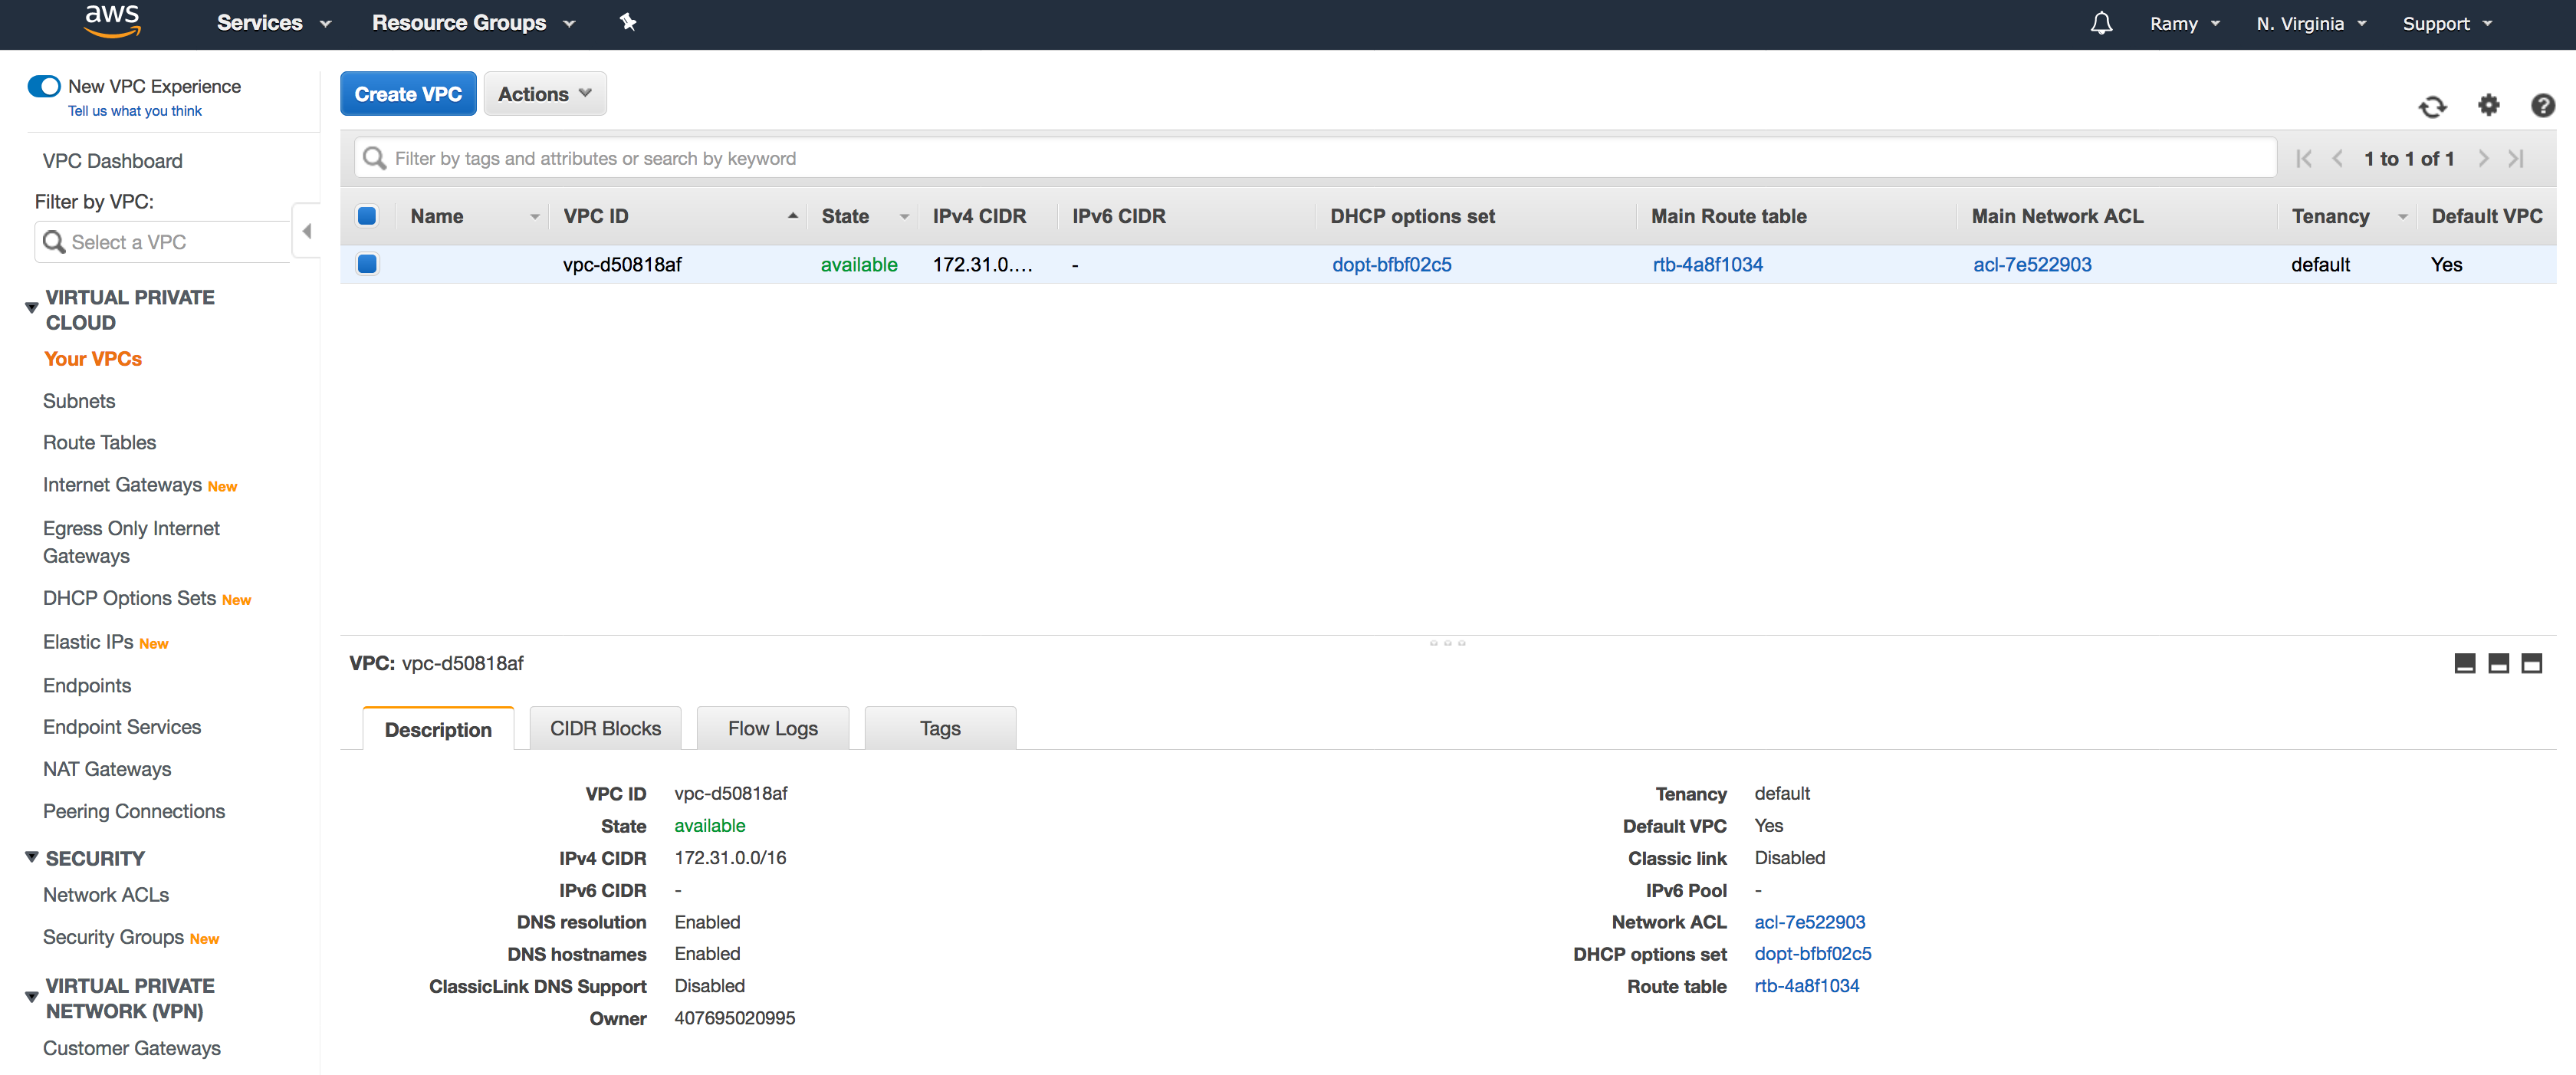 aws Services Resource Groups Ramy N. Virginia Support
New VPC Experience
Tell us what you think
VPC Dashboard
Filter by VPC:
Select a VPC
VIRTUAL PRIVATE
CLOUD
Your VPCs
Subnets
Route Tables
Internet Gateways New
Egress Only Internet
Gateways
DHCP Options Sets New
Elastic IPs New
Endpoints
Endpoint Services
NAT Gateways
Peering Connections
SECURITY
Network ACLs
Security Groups New
VIRTUAL PRIVATE
NETWORK (VPN)
Customer Gateways
Create VPC Actions
Filter by tags and attributes or search by keyword 1 to 1 of 1
Name VPC ID State IPv4 CIDR IPv6 CIDR DHCP options set Main Route table Main Network ACL Tenancy Default VPC
vpc-d50818af available 172.31.0.... - dopt-bfbf02c5 rtb-4a8f1034 acl-7e522903 default Yes
VPC: vpc-d50818af
Description CIDR Blocks Flow Logs Tags
VPC ID vpc-d50818af
State available
IPv4 CIDR 172.31.0.0/16
IPv6 CIDR -
DNS resolution Enabled
DNS hostnames Enabled
ClassicLink DNS Support Disabled
Owner 407695020995
Tenancy default
Default VPC Yes
Classic link Disabled
IPv6 Pool -
Network ACL acl-7e522903
DHCP options set dopt-bfbf02c5
Route table rtb-4a8f1034